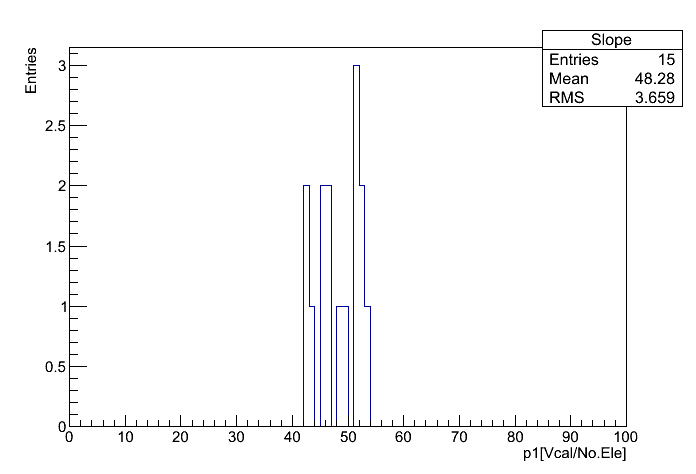 Slope
Entries 15
Mean 48.28
RMS 3.659
Entries
3
2.5
2
1.5
1
0.5
0
0 10 20 30 40 50 60 70 80 90 100
p1[Vcal/No.Ele]